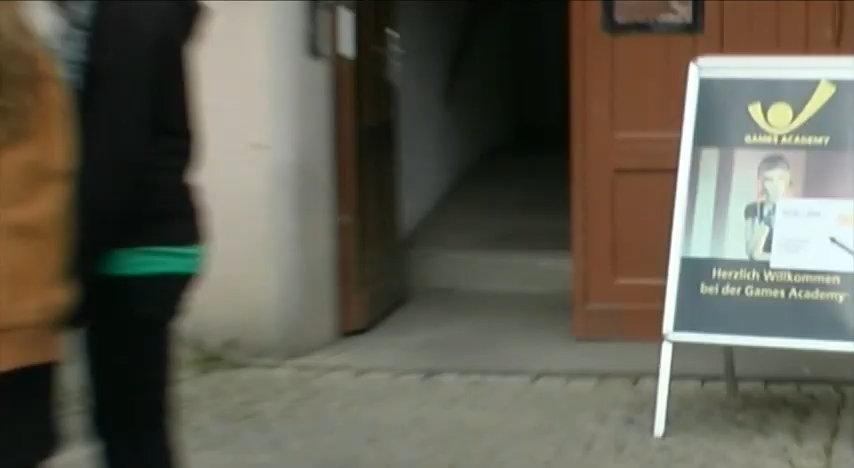 GAMES ACADEMY
Herzlich Willkommen
bei der Games Academy